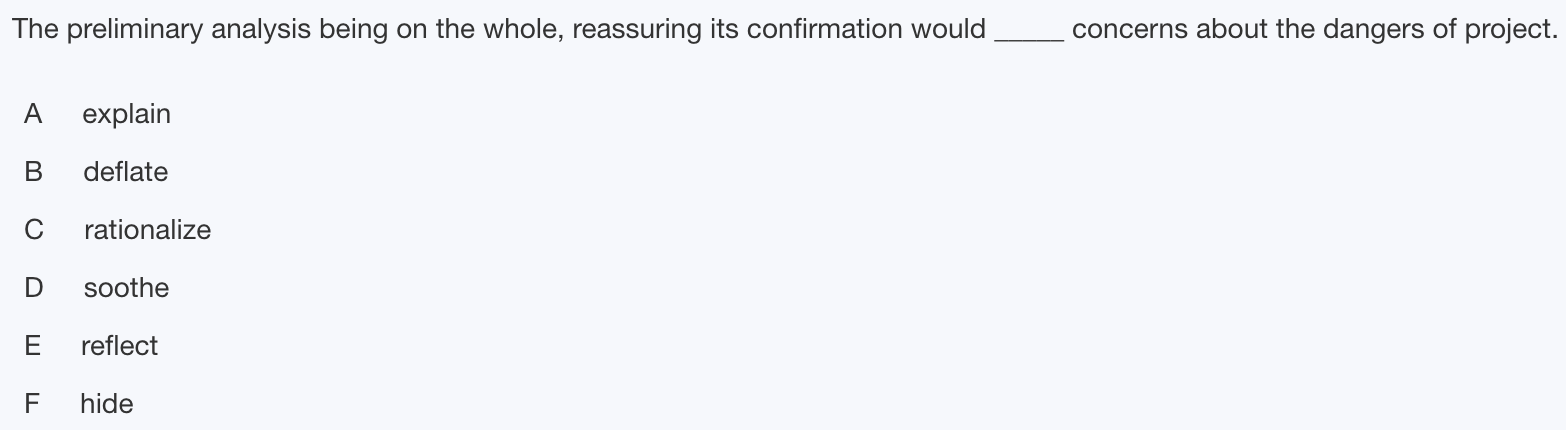 The preliminary analysis being on the whole, reassuring its confirmation would _____ concerns about the dangers of project.
A explain
B deflate
C rationalize
D soothe
E reflect
F hide